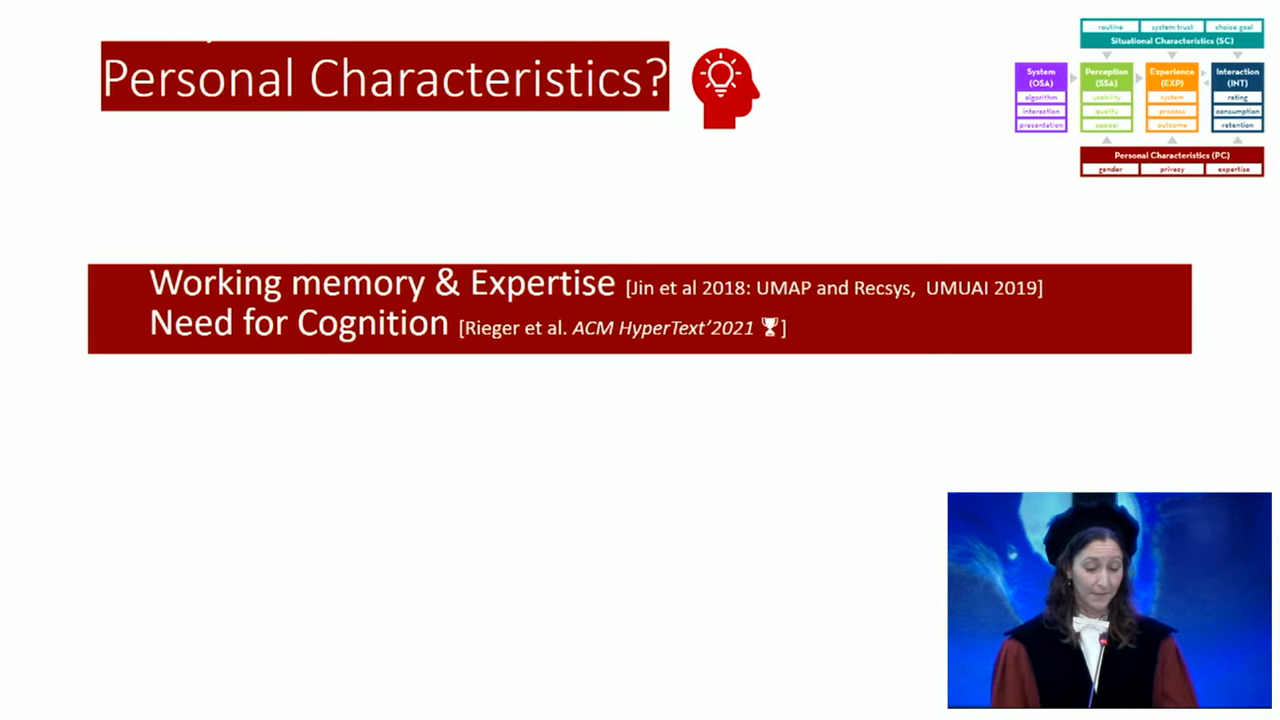 Personal Characteristics?
routine system trust choice goal
Situational Characteristics (SC)
System (OSA)
algorithm
interaction
presentation
Perception (SSA)
usability
quality
appeal
Experience (EXP)
system
process
outcome
Interaction (INT)
rating
consumption
retention
Personal Characteristics (PC)
gender privacy expertise
Working memory & Expertise [Jin et al 2018: UMAP and Recsys, UMUAI 2019]
Need for Cognition [Rieger et al. ACM HyperText'2021 🏆]